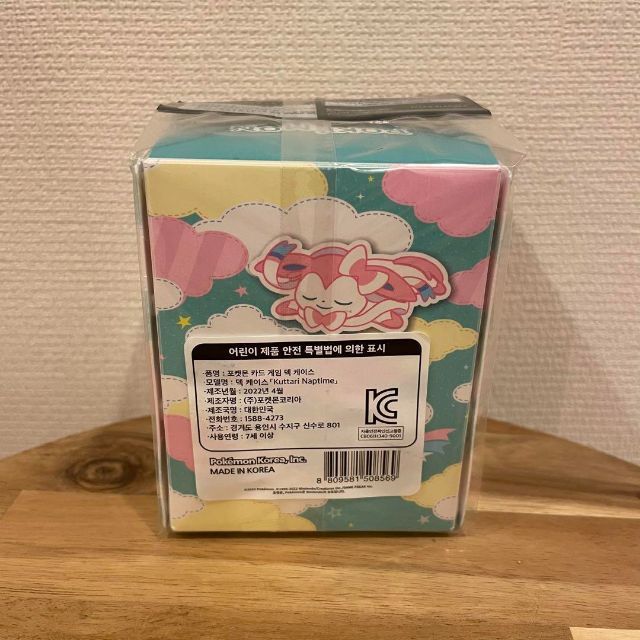 어린이 제품 안전 특별법에 의한 표시
·품명 : 포켓몬 카드 게임 덱 케이스
·모델명 : 덱 케이스「Kuttari Naptime」
·제조년월 : 2022년 4월
·제조자명 : (주)포켓몬코리아
·제조국명 : 대한민국
·전화번호 : 1588-4273
·주소 : 경기도 용인시 수지구 신수로 801
·사용연령 : 7세 이상
KC
Pokémon Korea, Inc.
MADE IN KOREA
8 809581 508569